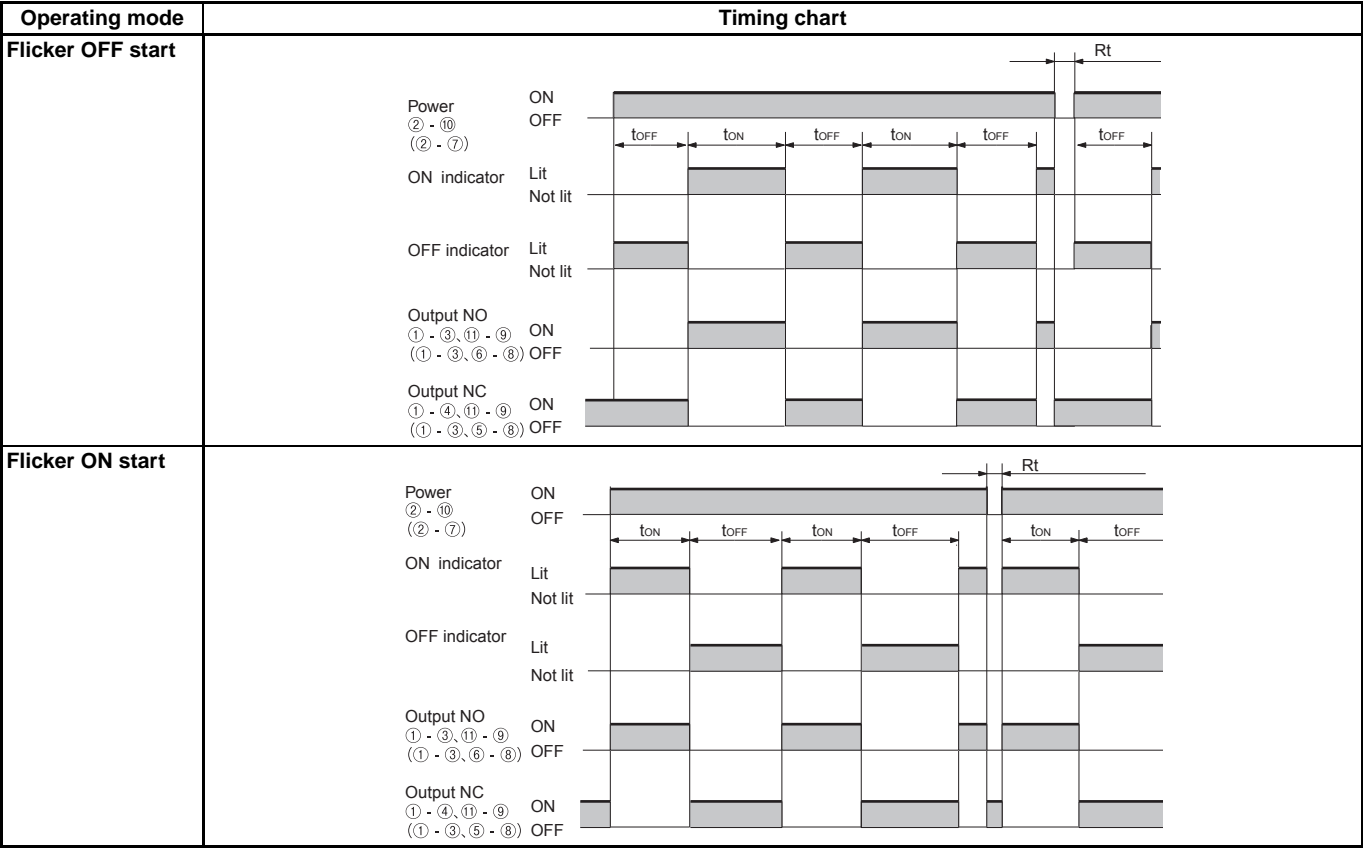 Operating mode
Timing chart
Flicker OFF start
Rt
Power
② - ⑩
(② - ⑦)
ON
OFF
tOFF tON tOFF tON tOFF tOFF
ON indicator
Lit
Not lit
OFF indicator
Lit
Not lit
Output NO
① - ③、⑪ - ⑨ ON
(① - ③、⑥ - ⑧) OFF
Output NC
① - ④、⑪ - ⑨ ON
(① - ③、⑤ - ⑧) OFF
Flicker ON start
Rt
Power
② - ⑩
(② - ⑦)
ON
OFF
tON tOFF tON tOFF tON tOFF
ON indicator
Lit
Not lit
OFF indicator
Lit
Not lit
Output NO
① - ③、⑪ - ⑨ ON
(① - ③、⑥ - ⑧) OFF
Output NC
① - ④、⑪ - ⑨ ON
(① - ③、⑤ - ⑧) OFF